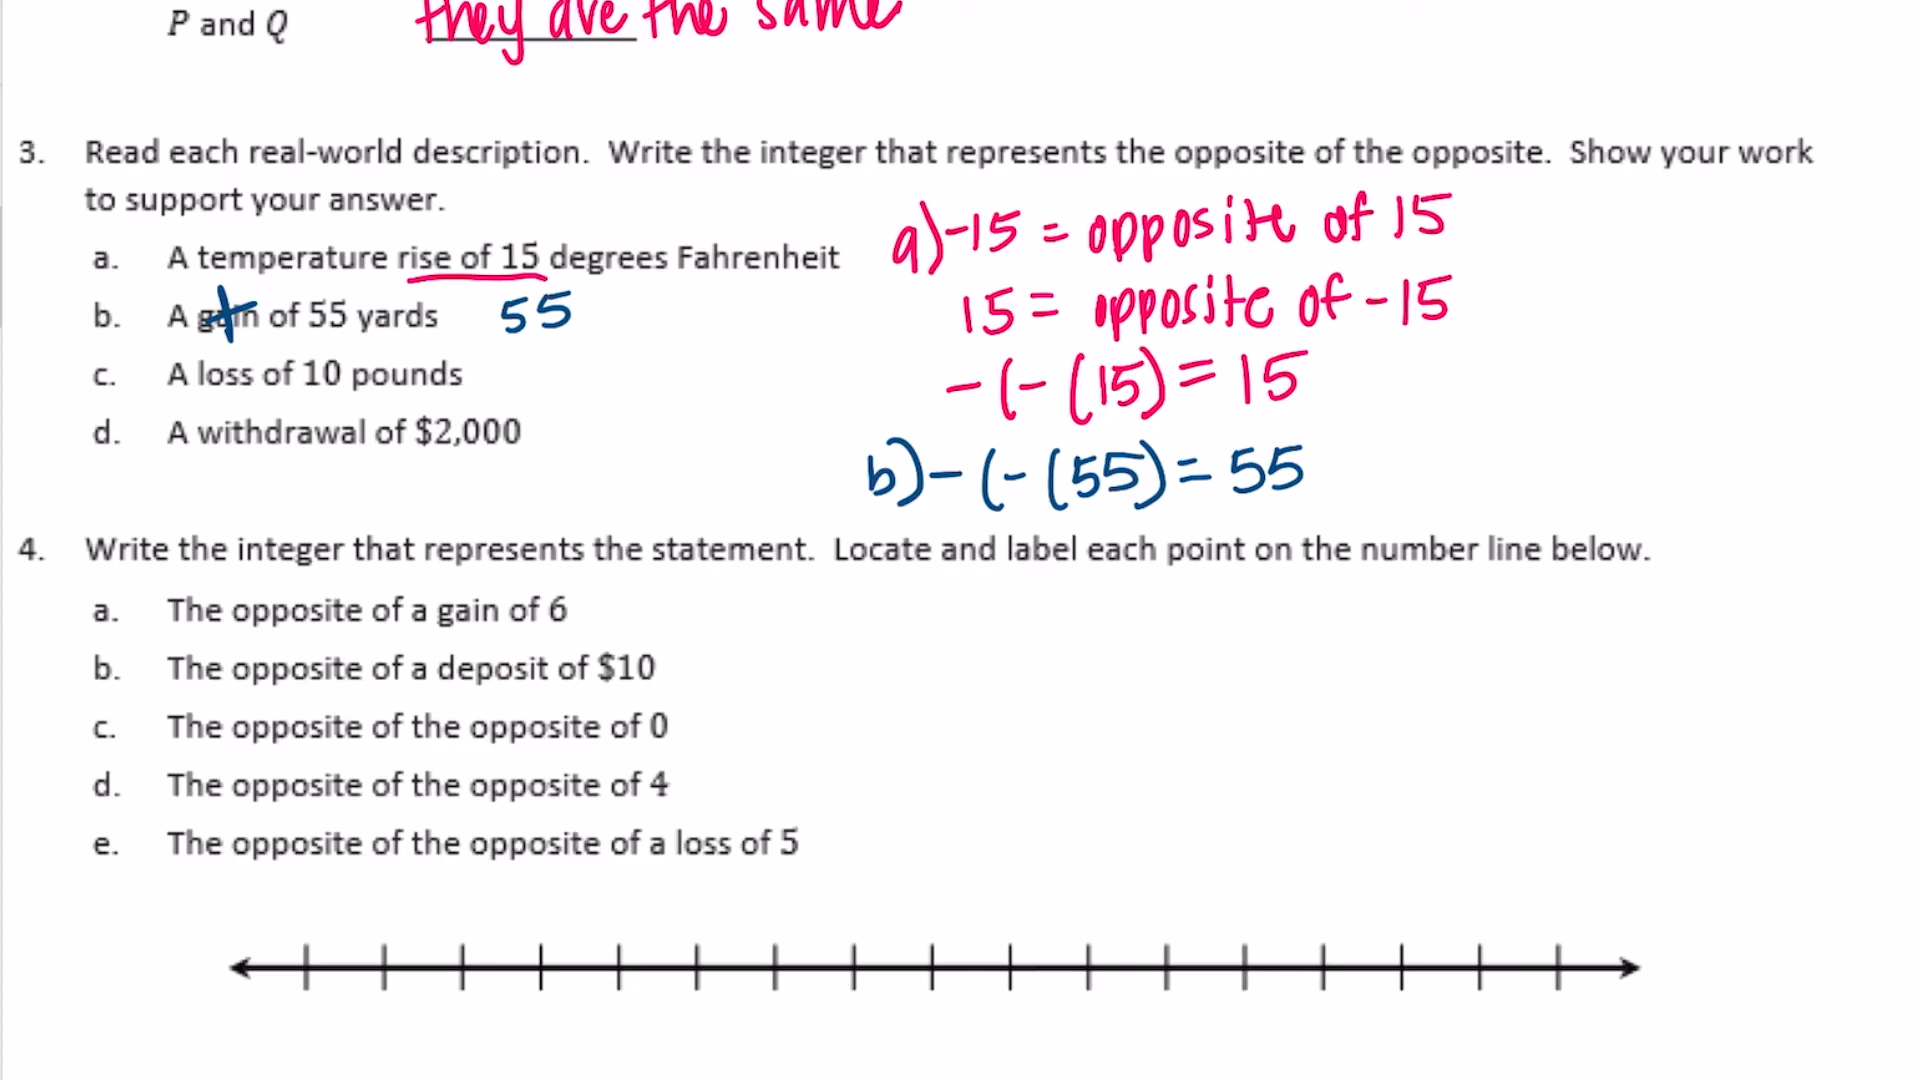 P and Q they are the same
3. Read each real-world description. Write the integer that represents the opposite of the opposite. Show your work
to support your answer.
a. A temperature rise of 15 degrees Fahrenheit
b. A gain of 55 yards 55
c. A loss of 10 pounds
d. A withdrawal of $2,000
a) -15 = opposite of 15
15 = opposite of -15
-(-(15) = 15
b) -(-(55) = 55
4. Write the integer that represents the statement. Locate and label each point on the number line below.
a. The opposite of a gain of 6
b. The opposite of a deposit of $10
c. The opposite of the opposite of 0
d. The opposite of the opposite of 4
e. The opposite of the opposite of a loss of 5